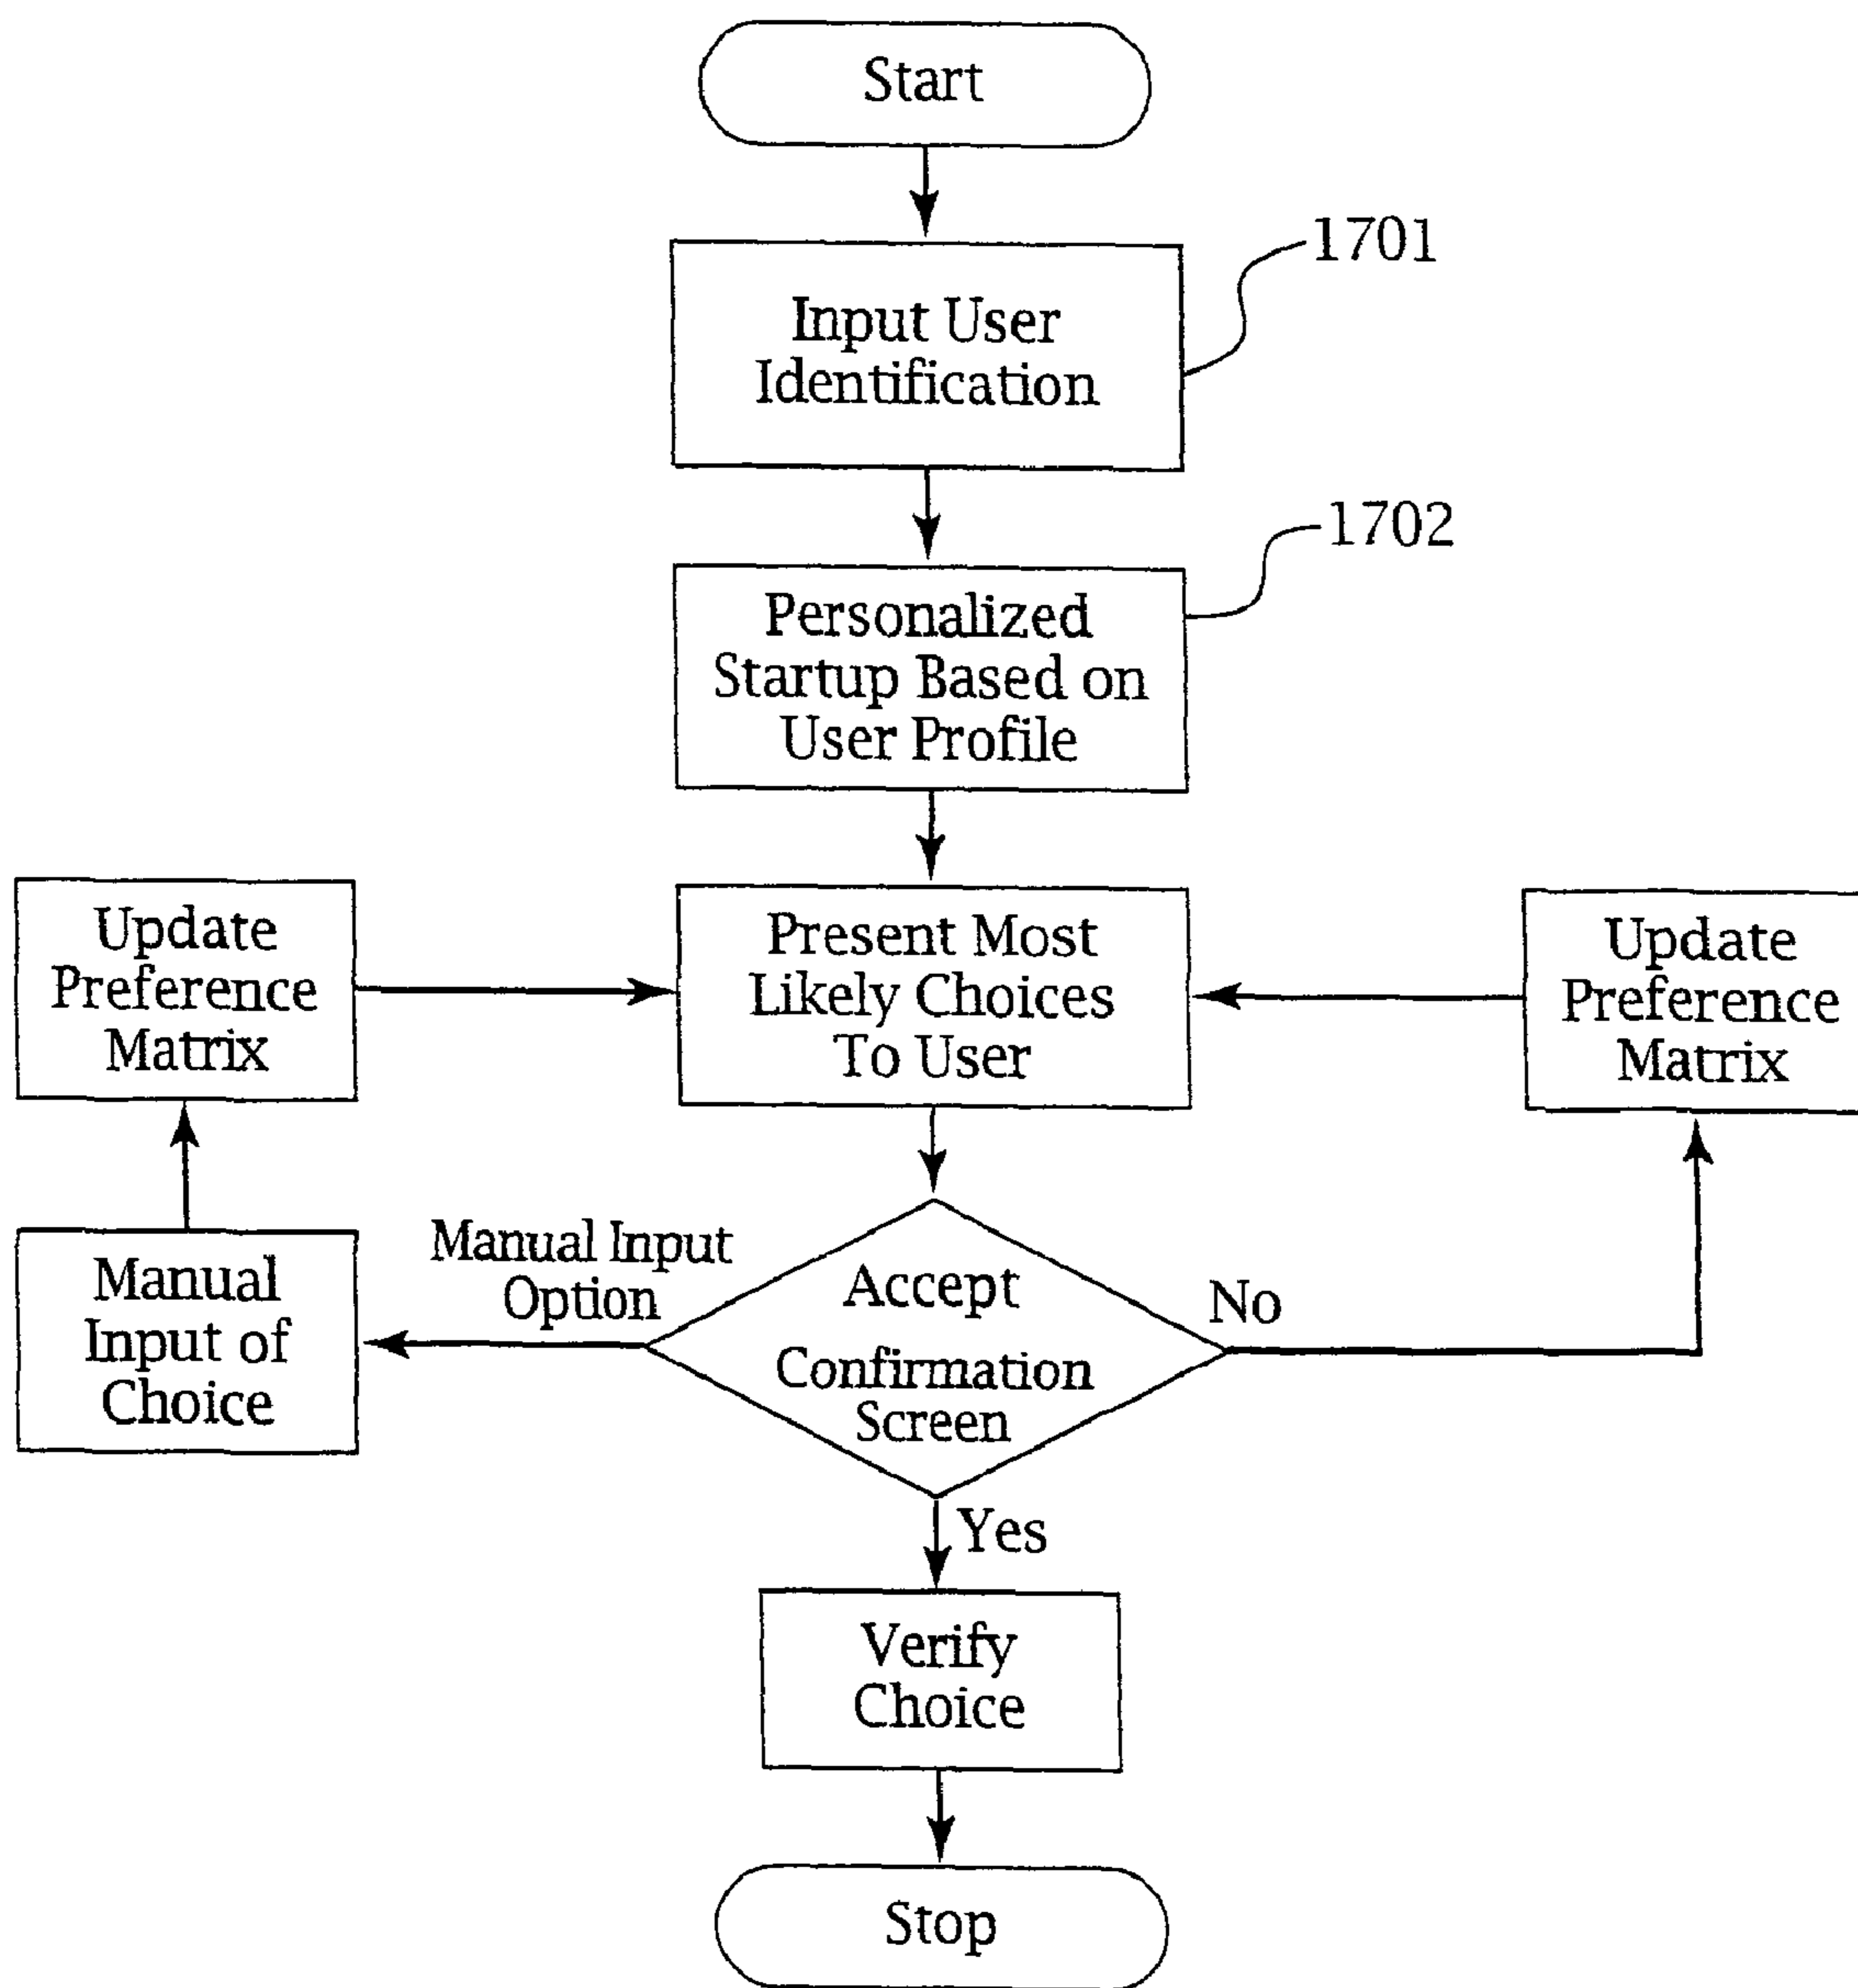 Start
1701
Input User
Identification
1702
Personalized
Startup Based on
User Profile
Update
Preference
Matrix
Present Most
Likely Choices
To User
Update
Preference
Matrix
Manual
Input of
Choice
Manual Input
Option
Accept
Confirmation
Screen
No
Yes
Verify
Choice
Stop